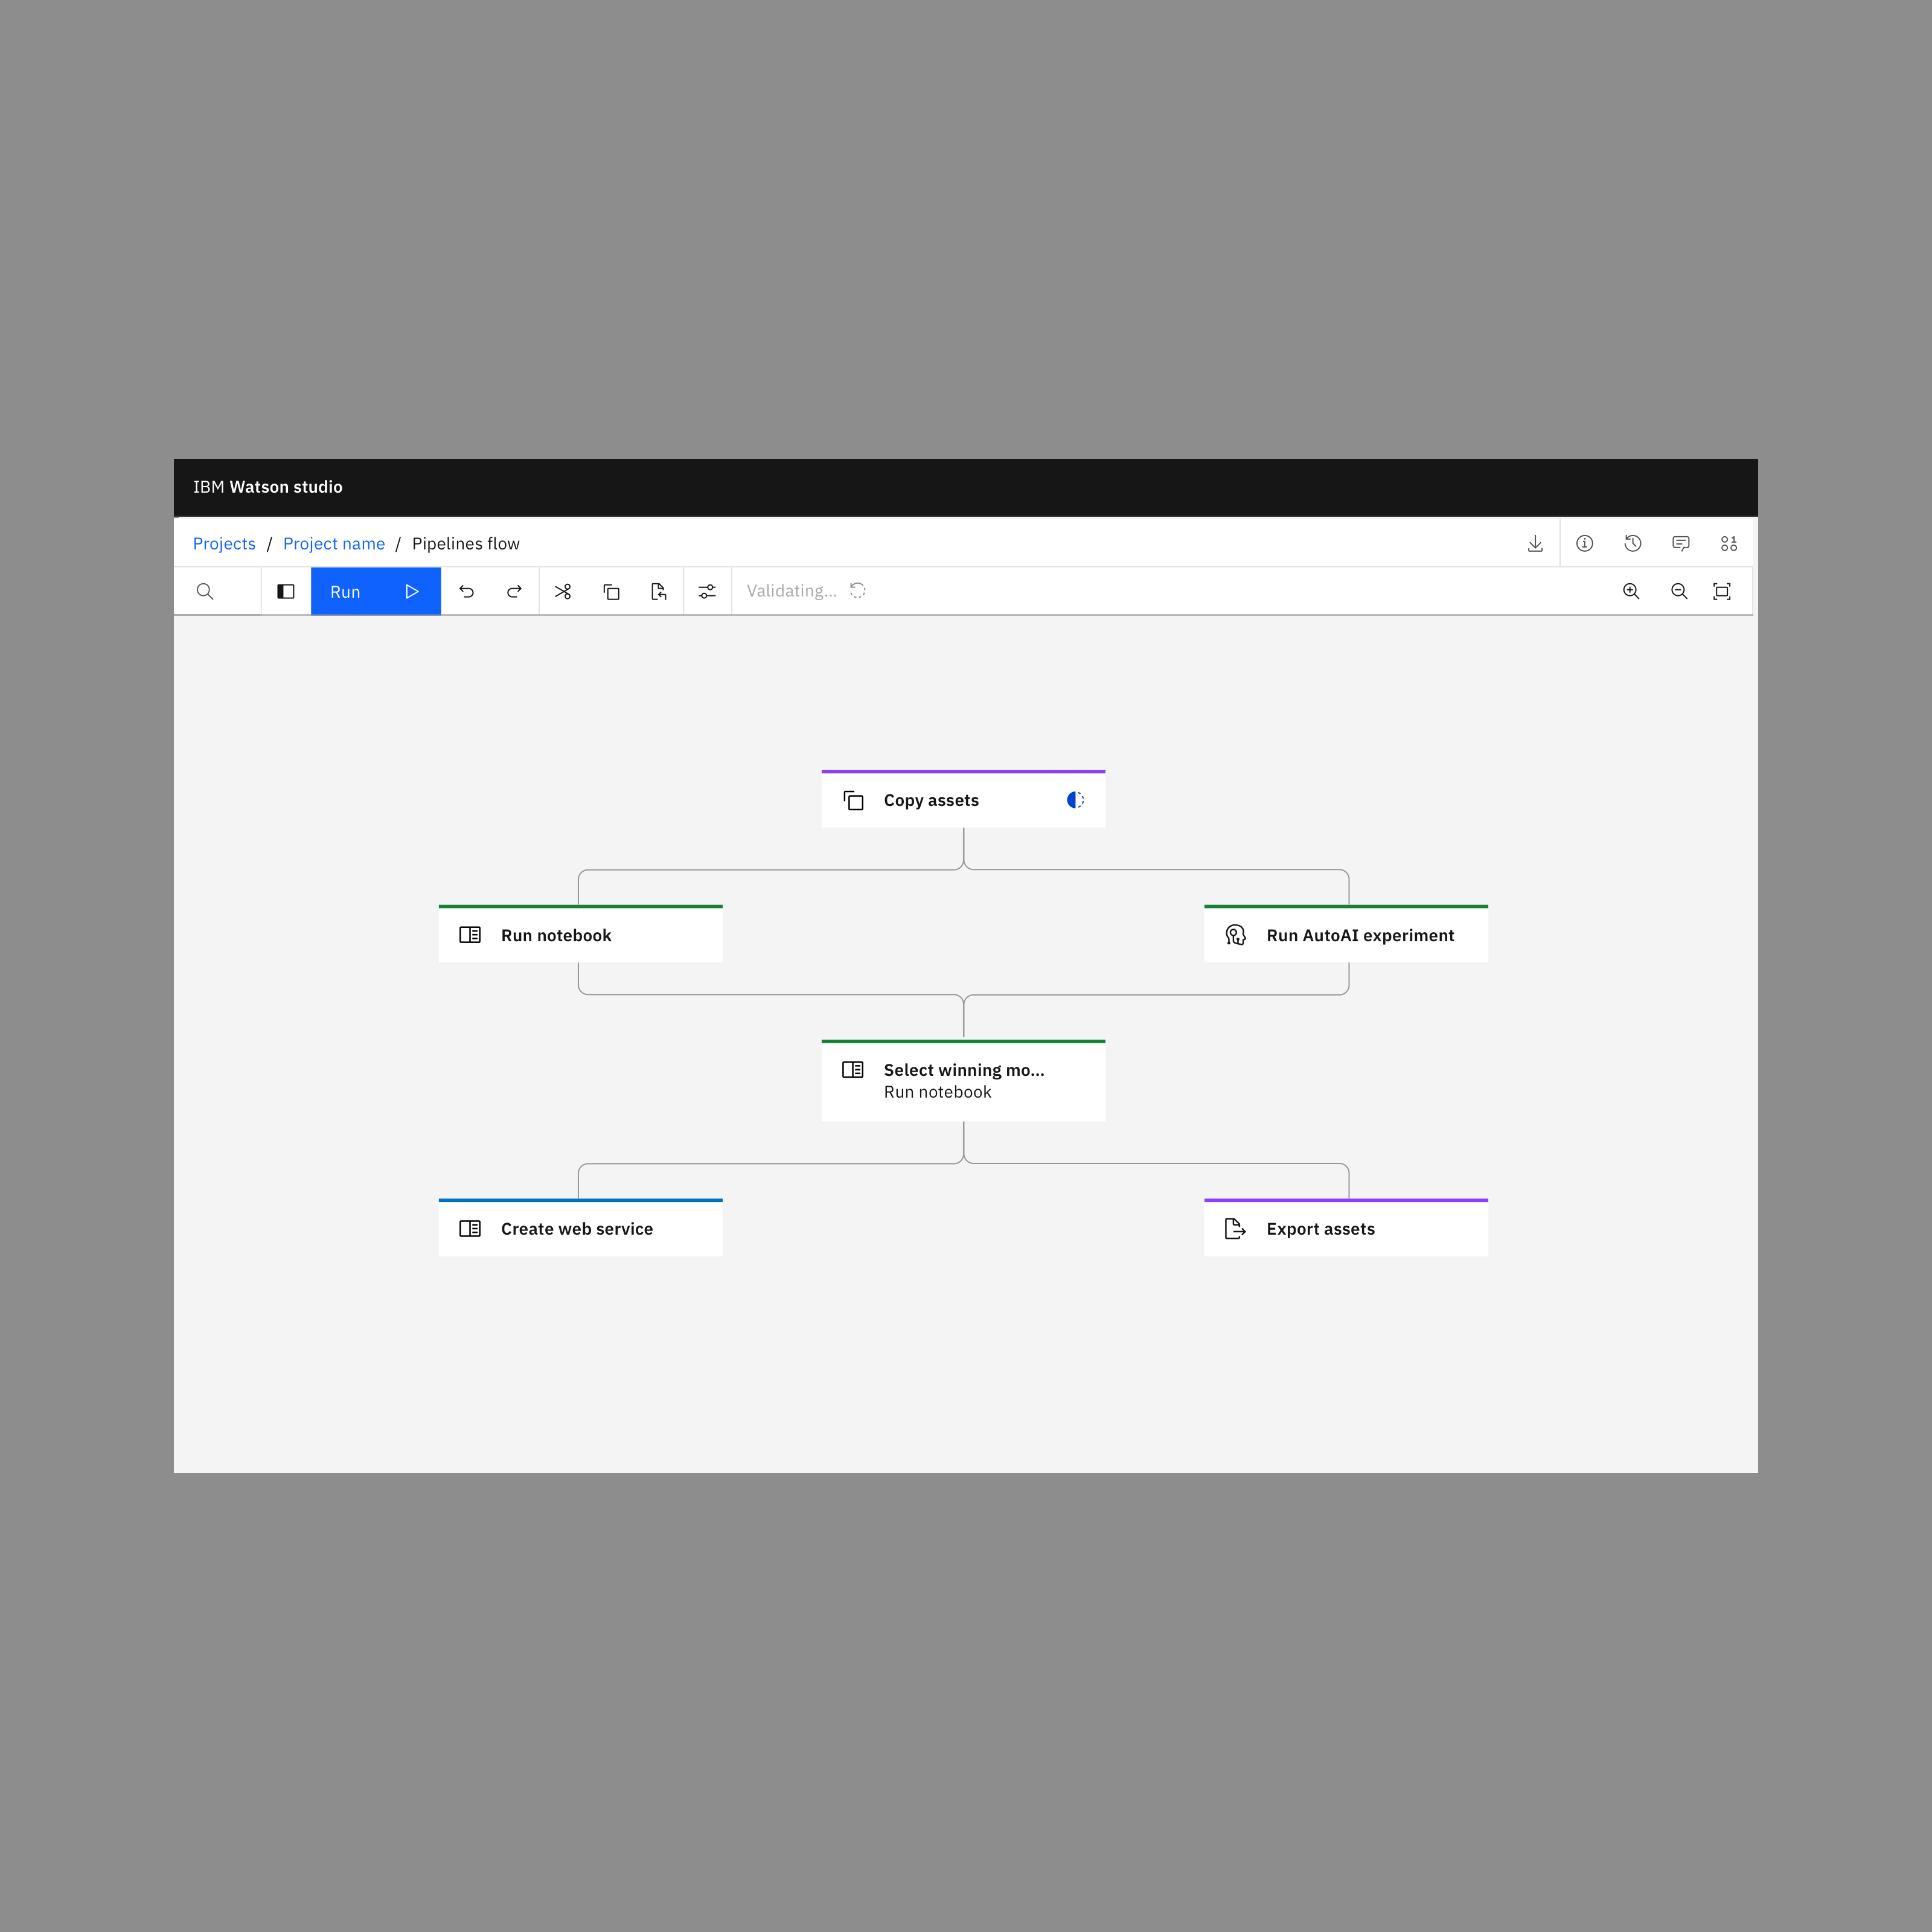 IBM Watson studio
Projects / Project name / Pipelines flow
Run
Validating...
Copy assets
Run notebook
Run AutoAI experiment
Select winning mo...
Run notebook
Create web service
Export assets